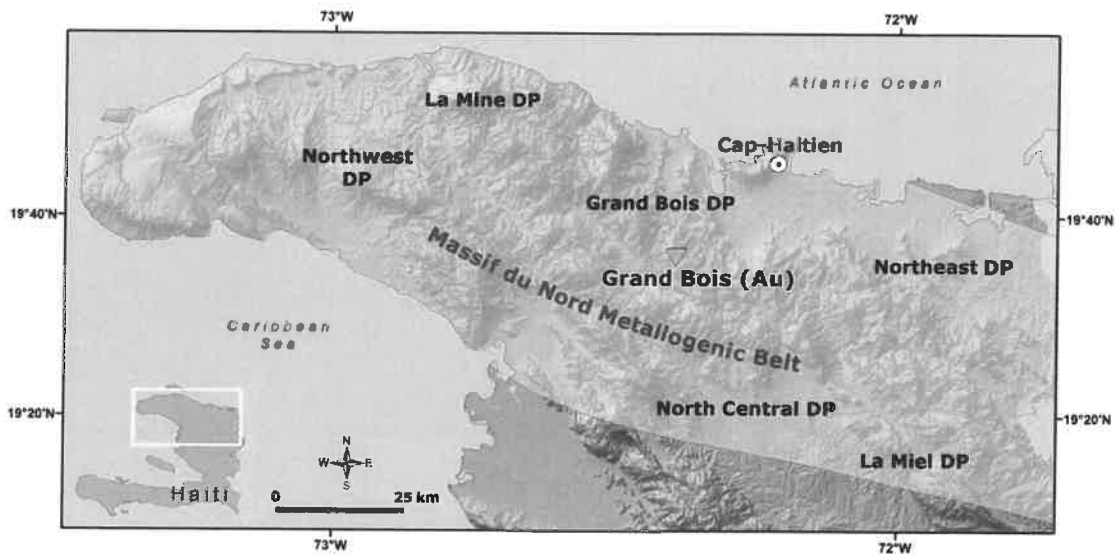 73°W
72°W
Atlantic Ocean
La Mine DP
Cap-Haitien
Northwest
DP
Grand Bois DP
19°40'N
19°40'N
Massif du Nord Metallogenic Belt
Northeast DP
Grand Bois (Au)
Caribbean
Sea
19°20'N
North Central DP
19°20'N
La Miel DP
N
W
E
S
Haiti
0
25 km
73°W
72°W